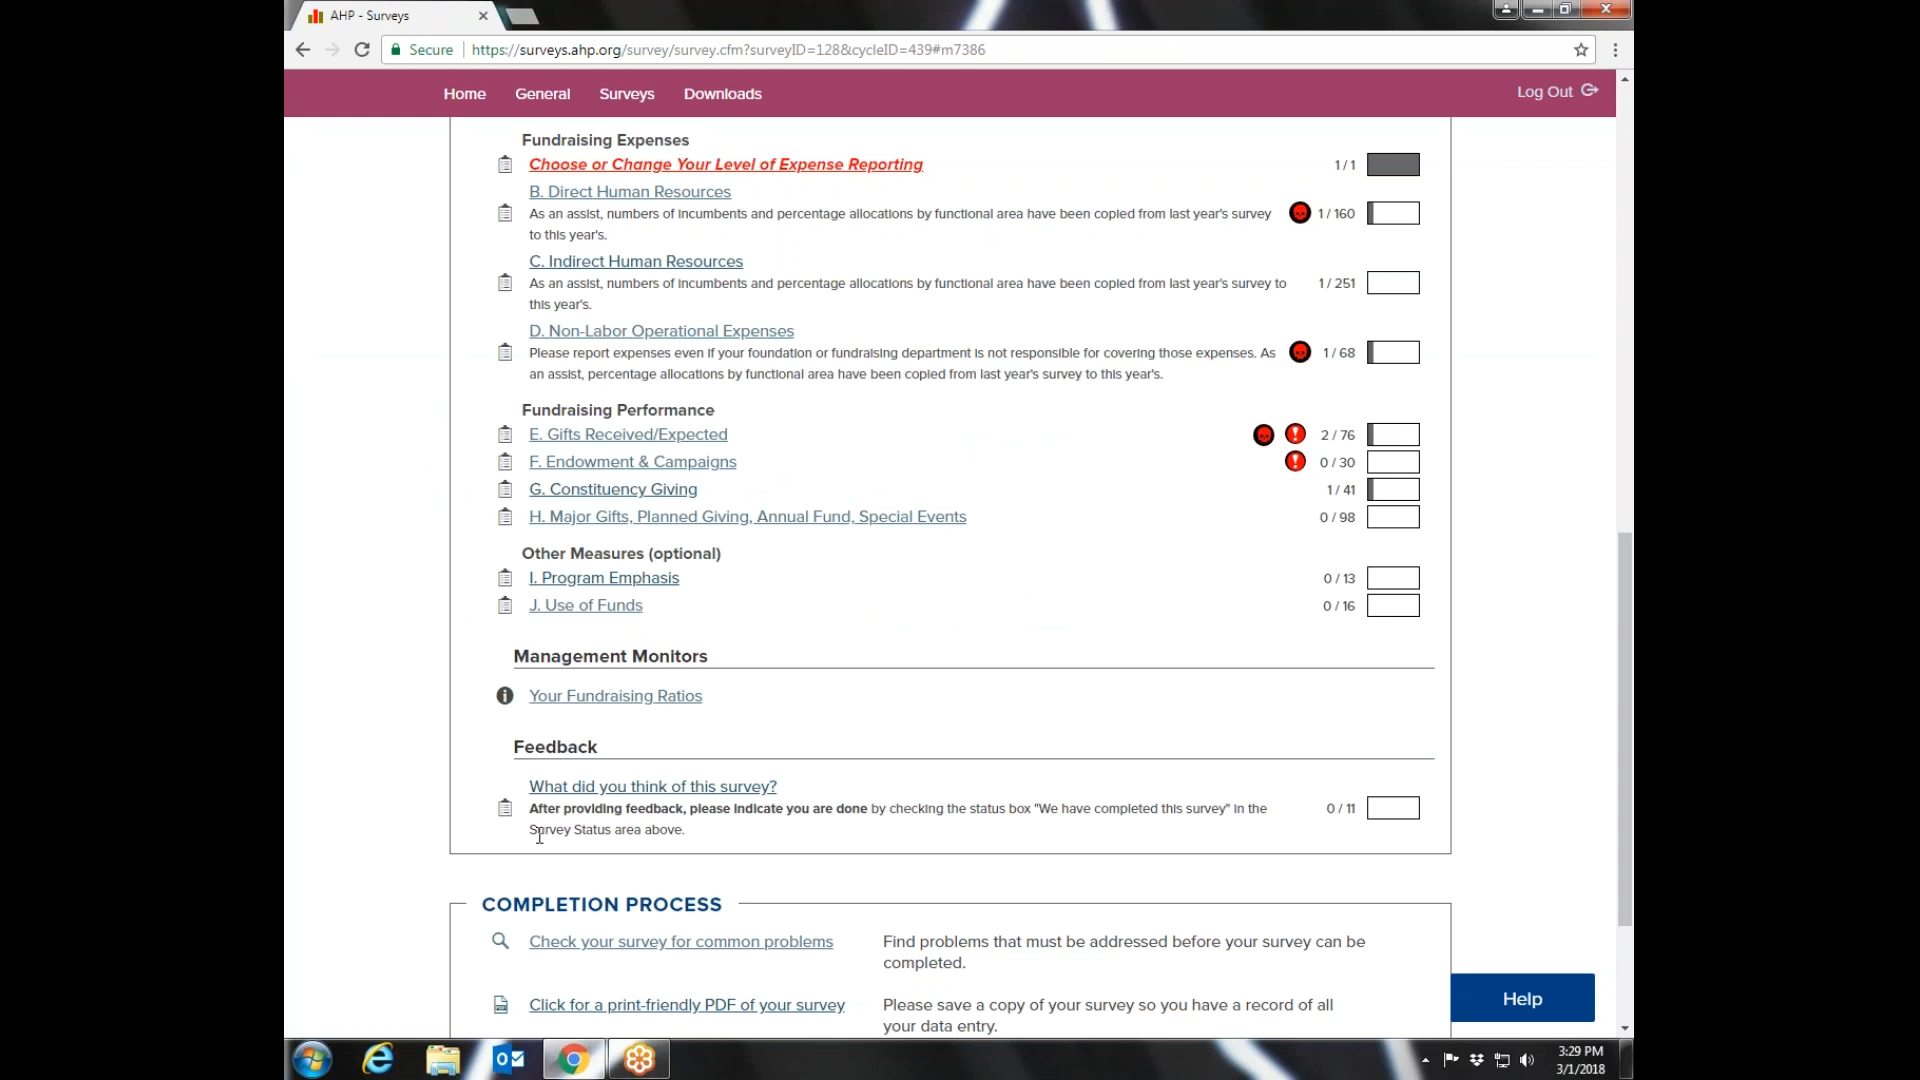 AHP - Surveys
Secure | https://surveys.ahp.org/survey/survey.cfm?surveyID=128&cycleID=439#m7386
Home General Surveys Downloads Log Out
Fundraising Expenses
Choose or Change Your Level of Expense Reporting 1 / 1
B. Direct Human Resources
As an assist, numbers of incumbents and percentage allocations by functional area have been copied from last year's survey 1 / 160
to this year's.
C. Indirect Human Resources
As an assist, numbers of incumbents and percentage allocations by functional area have been copied from last year's survey to 1 / 251
this year's.
D. Non-Labor Operational Expenses
Please report expenses even if your foundation or fundraising department is not responsible for covering those expenses. As 1 / 68
an assist, percentage allocations by functional area have been copied from last year's survey to this year's.
Fundraising Performance
E. Gifts Received/Expected ! 2 / 76
F. Endowment & Campaigns ! 0 / 30
G. Constituency Giving 1 / 41
H. Major Gifts, Planned Giving, Annual Fund, Special Events 0 / 98
Other Measures (optional)
I. Program Emphasis 0 / 13
J. Use of Funds 0 / 16
Management Monitors
Your Fundraising Ratios
Feedback
What did you think of this survey?
After providing feedback, please indicate you are done by checking the status box "We have completed this survey" in the 0 / 11
Survey Status area above.
COMPLETION PROCESS
Check your survey for common problems Find problems that must be addressed before your survey can be
completed.
Click for a print-friendly PDF of your survey Please save a copy of your survey so you have a record of all
your data entry.
Help
3:29 PM
3/1/2018